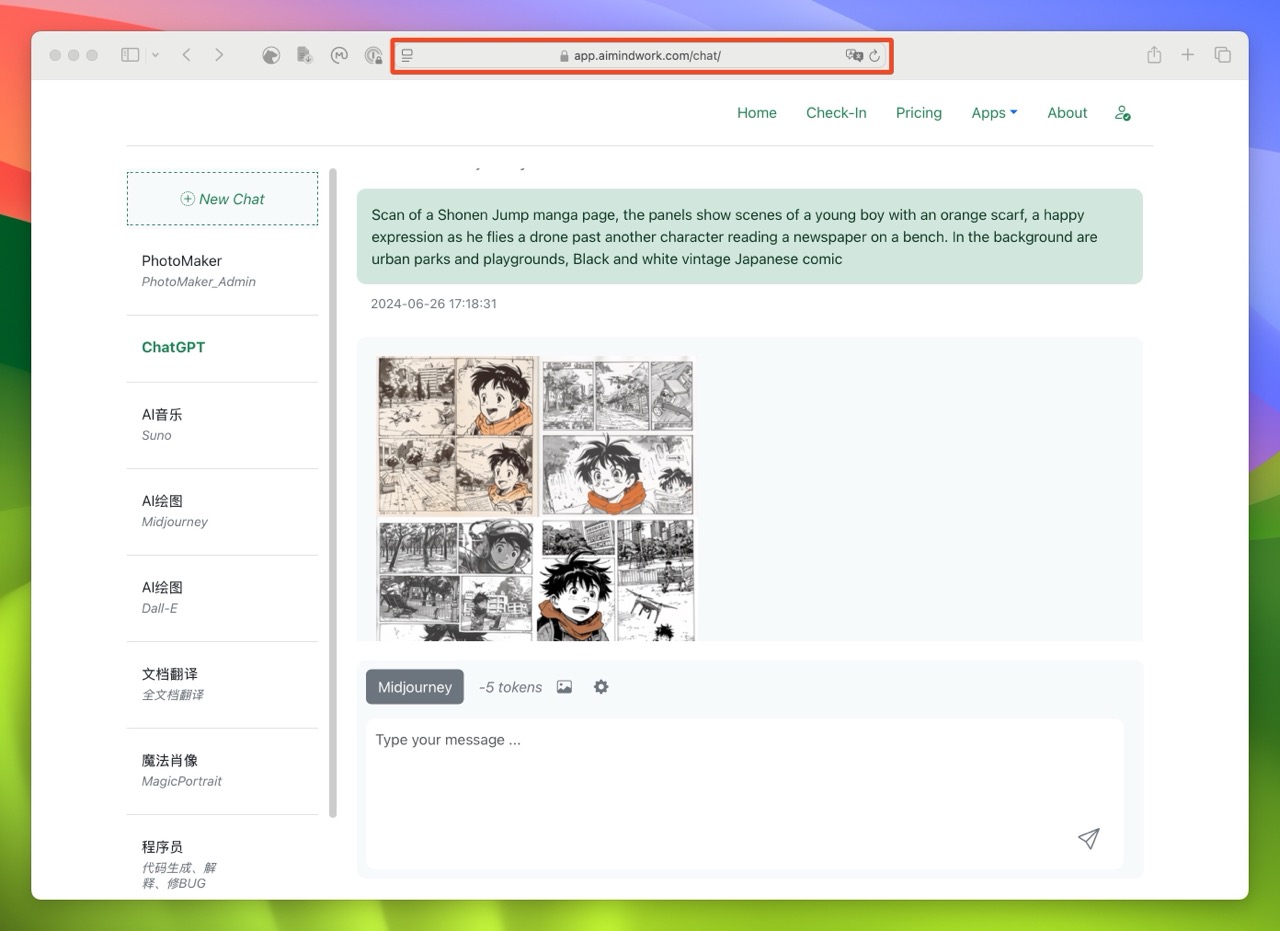 app.aimindwork.com/chat/
Home Check-In Pricing Apps About
New Chat
PhotoMaker
PhotoMaker_Admin
ChatGPT
AI音乐
Suno
AI绘图
Midjourney
AI绘图
Dall-E
文档翻译
全文档翻译
魔法肖像
MagicPortrait
程序员
代码生成、解
释、修BUG
Scan of a Shonen Jump manga page, the panels show scenes of a young boy with an orange scarf, a happy
expression as he flies a drone past another character reading a newspaper on a bench. In the background are
urban parks and playgrounds, Black and white vintage Japanese comic
2024-06-26 17:18:31
Midjourney -5 tokens
Type your message ...